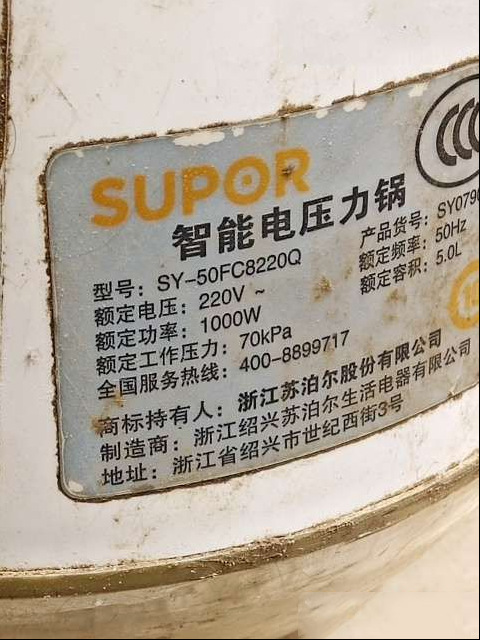 SUPOR
智能电压力锅
型号：SY-50FC8220Q
产品货号：SY0790
额定电压：220V ~
额定频率：50Hz
额定功率：1000W
额定容积：5.0L
额定工作压力：70kPa
全国服务热线：400-8899717
商标持有人：浙江苏泊尔股份有限公司
制造商：浙江绍兴苏泊尔生活电器有限公司
地址：浙江省绍兴市世纪西街3号